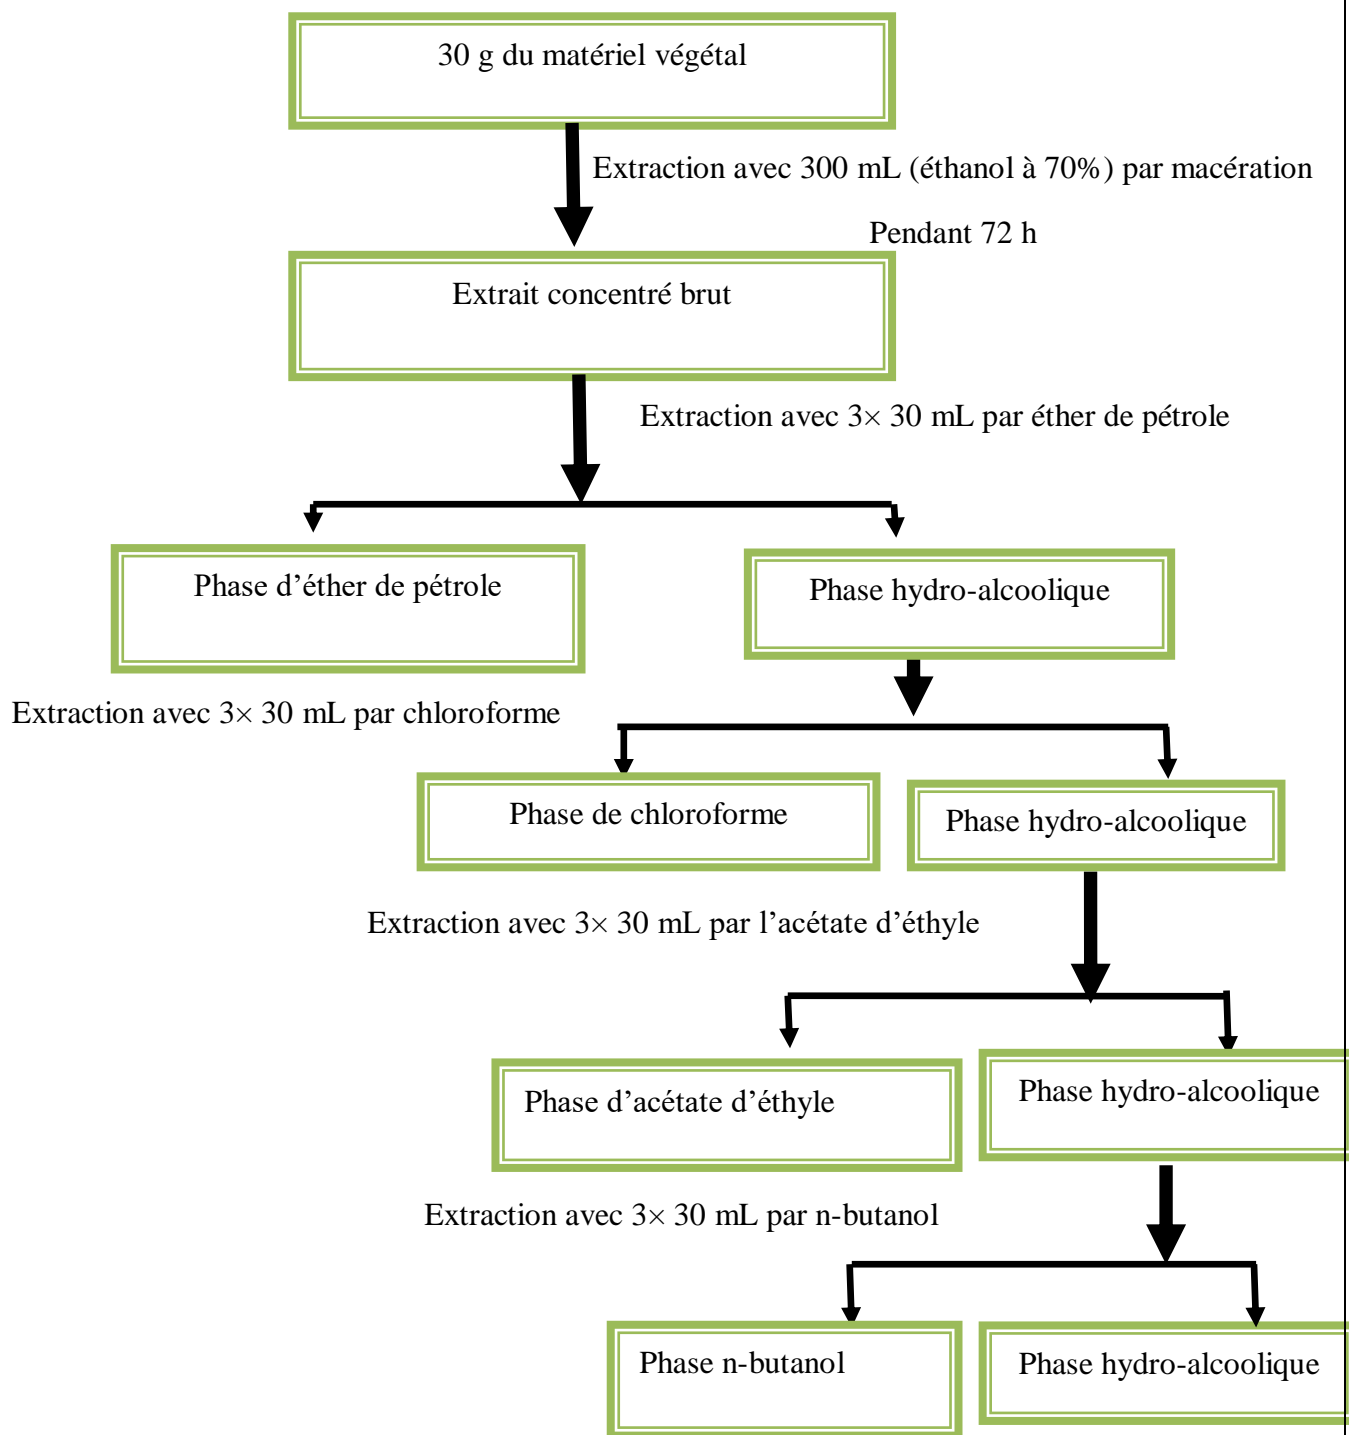 30 g du matériel végétal
Extraction avec 300 mL (éthanol à 70%) par macération
Pendant 72 h
Extrait concentré brut
Extraction avec 3× 30 mL par éther de pétrole
Phase d’éther de pétrole
Phase hydro-alcoolique
Extraction avec 3× 30 mL par chloroforme
Phase de chloroforme
Phase hydro-alcoolique
Extraction avec 3× 30 mL par l’acétate d’éthyle
Phase d’acétate d’éthyle
Phase hydro-alcoolique
Extraction avec 3× 30 mL par n-butanol
Phase n-butanol
Phase hydro-alcoolique